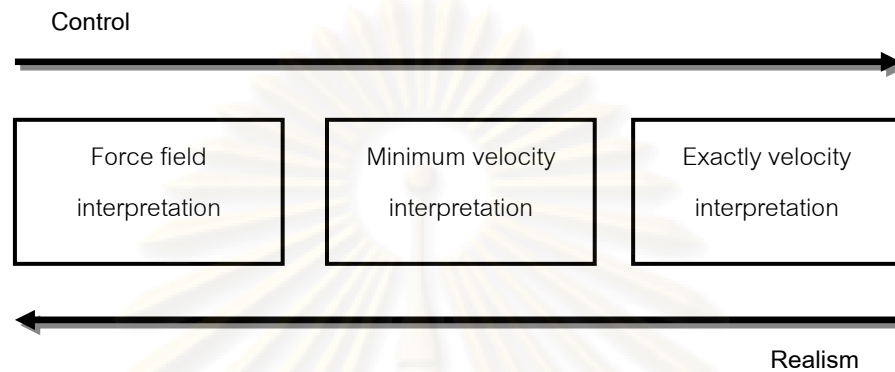 Control
Force field
interpretation
Minimum velocity
interpretation
Exactly velocity
interpretation
Realism